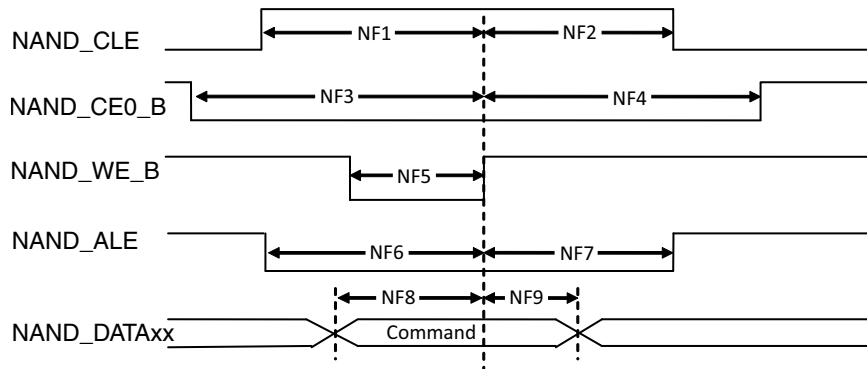 NAND_CLE
NF1
NF2
NAND_CE0_B
NF3
NF4
NAND_WE_B
NF5
NAND_ALE
NF6
NF7
NF8
NF9
NAND_DATAxx
Command